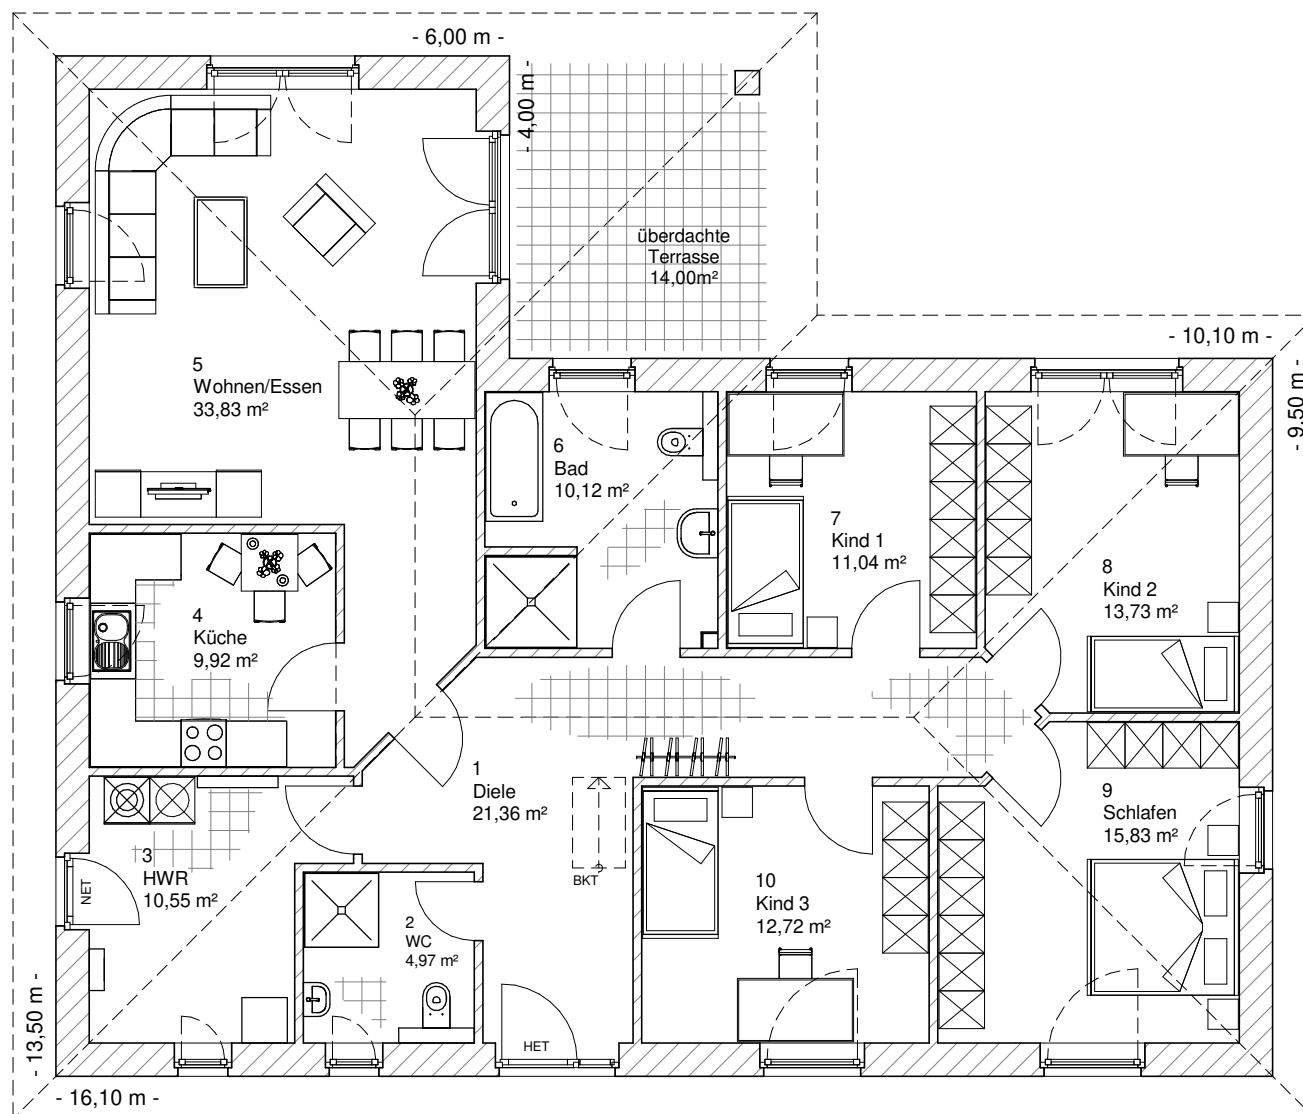 - 6,00 m -
- 4,00 m -
überdachte
Terrasse
14,00m²
- 10,10 m -
- 9,50 m -
5
Wohnen/Essen
33,83 m²
6
Bad
10,12 m²
7
Kind 1
11,04 m²
8
Kind 2
13,73 m²
4
Küche
9,92 m²
1
Diele
21,36 m²
9
Schlafen
15,83 m²
3
HWR
10,55 m²
NET
BKT
10
Kind 3
12,72 m²
2
WC
4,97 m²
HET
- 13,50 m -
- 16,10 m -